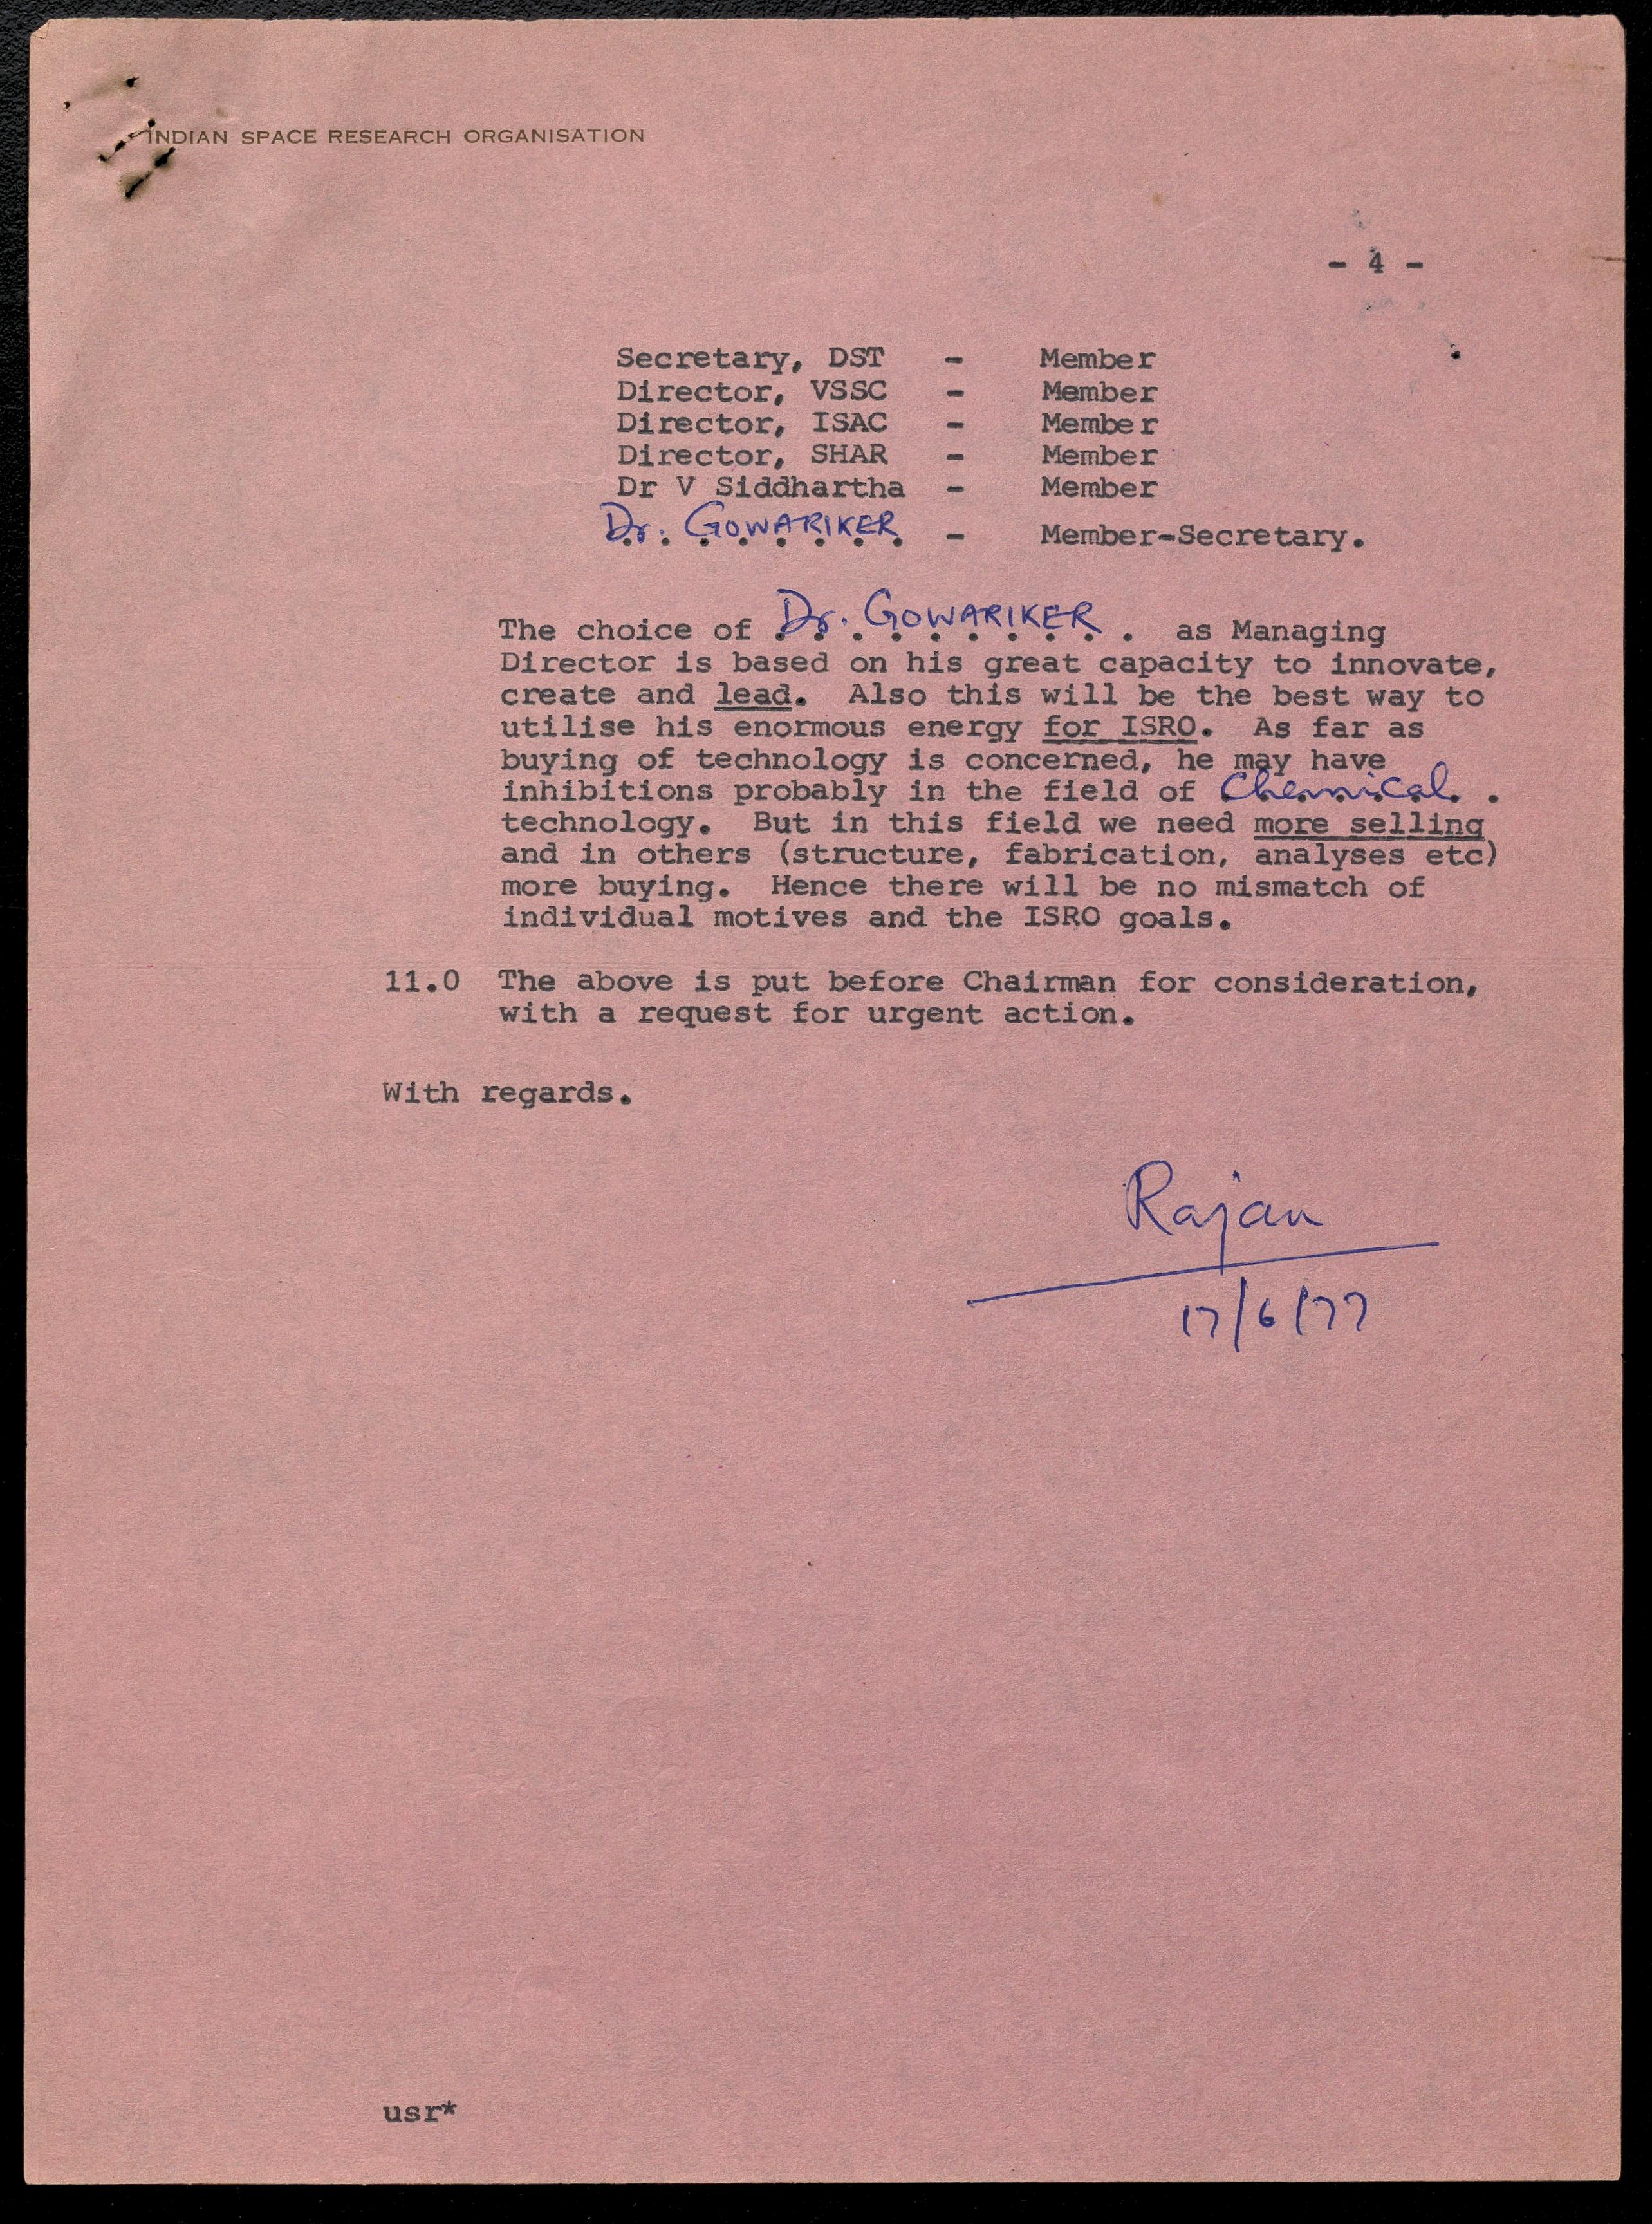 INDIAN SPACE RESEARCH ORGANISATION
- 4 -
Secretary, DST - Member
Director, VSSC - Member
Director, ISAC - Member
Director, SHAR - Member
Dr V Siddhartha - Member
Dr. GOWARIKER - Member-Secretary.
The choice of Dr. GOWARIKER . as Managing
Director is based on his great capacity to innovate,
create and lead. Also this will be the best way to
utilise his enormous energy for ISRO. As far as
buying of technology is concerned, he may have
inhibitions probably in the field of Chemical .
technology. But in this field we need more selling
and in others (structure, fabrication, analyses etc)
more buying. Hence there will be no mismatch of
individual motives and the ISRO goals.
11.0 The above is put before Chairman for consideration,
with a request for urgent action.
With regards.
Rajan
17/6/77
usr*